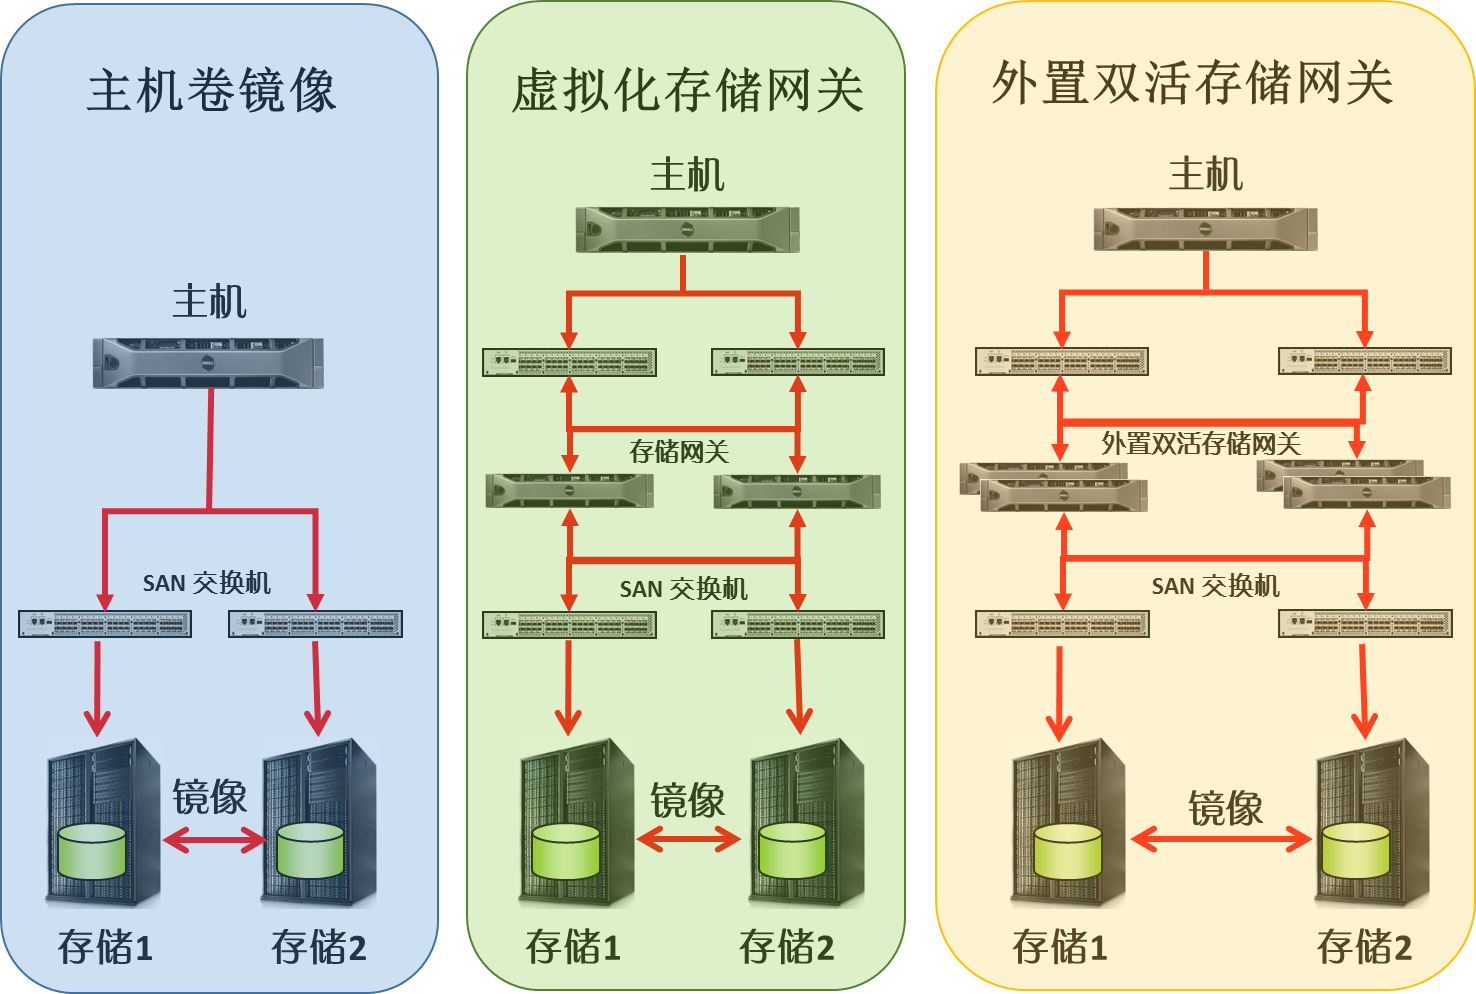 主机卷镜像
主机
SAN 交换机
镜像
存储1
存储2
虚拟化存储网关
主机
存储网关
SAN 交换机
镜像
存储1
存储2
外置双活存储网关
主机
外置双活存储网关
SAN 交换机
镜像
存储1
存储2